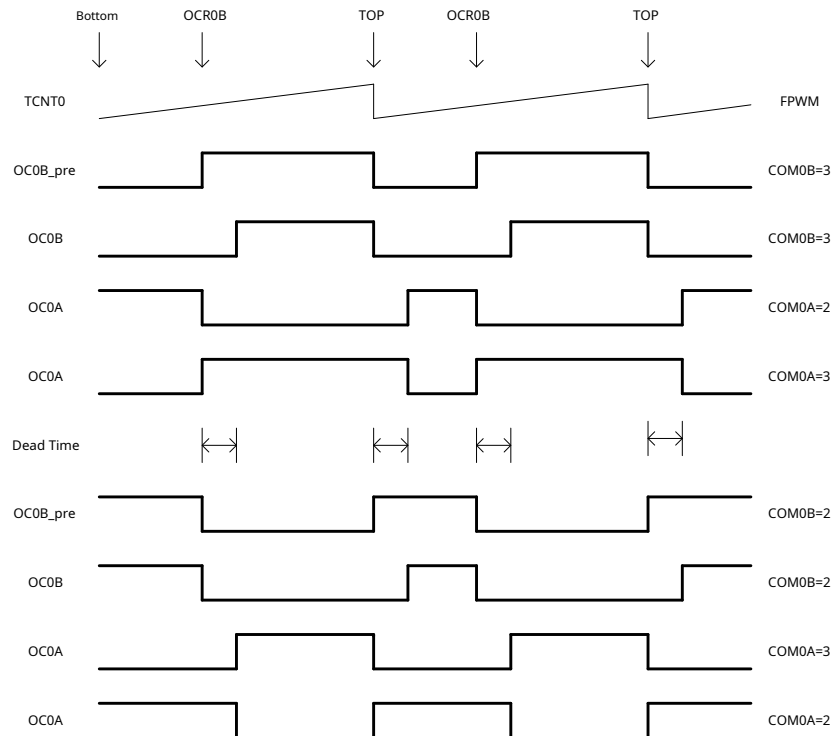 Bottom OCR0B TOP OCR0B TOP
TCNT0 FPWM
OC0B_pre COM0B=3
OC0B COM0B=3
OC0A COM0A=2
OC0A COM0A=3
Dead Time
OC0B_pre COM0B=2
OC0B COM0B=2
OC0A COM0A=3
OC0A COM0A=2